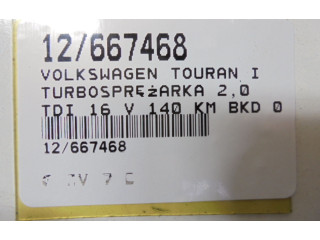 12/667468
VOLKSWAGEN TOURAN I
TURBOSPRĘŻARKA 2,0
TDI 16 V 140 KM BKD 0
12/667468